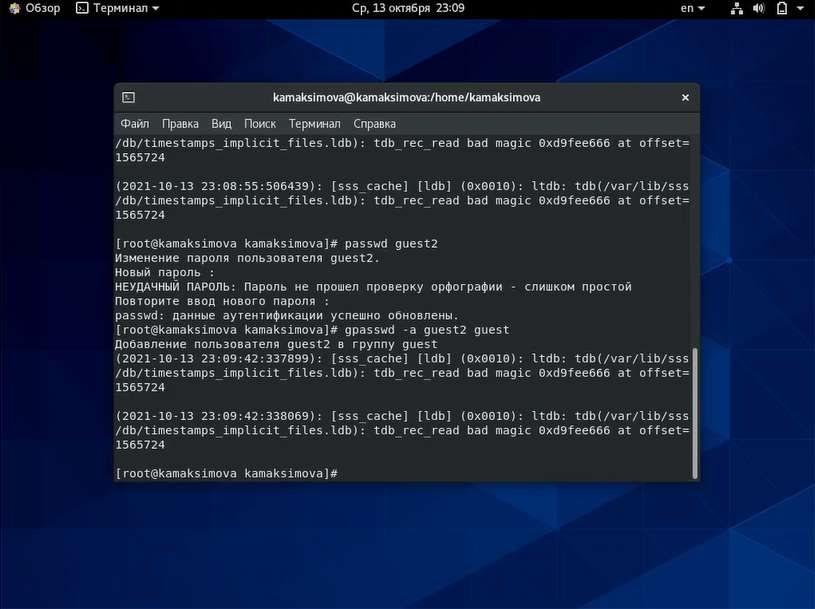 Обзор Терминал Ср, 13 октября 23:09 en
kamaksimova@kamaksimova:/home/kamaksimova
Файл Правка Вид Поиск Терминал Справка
/db/timestamps_implicit_files.ldb): tdb_rec_read bad magic 0xd9fee666 at offset=
1565724
(2021-10-13 23:08:55:506439): [sss_cache] [ldb] (0x0010): ltdb: tdb(/var/lib/sss
/db/timestamps_implicit_files.ldb): tdb_rec_read bad magic 0xd9fee666 at offset=
1565724
[root@kamaksimova kamaksimova]# passwd guest2
Изменение пароля пользователя guest2.
Новый пароль :
НЕУДАЧНЫЙ ПАРОЛЬ: Пароль не прошел проверку орфографии - слишком простой
Повторите ввод нового пароля :
passwd: данные аутентификации успешно обновлены.
[root@kamaksimova kamaksimova]# gpasswd -a guest2 guest
Добавление пользователя guest2 в группу guest
(2021-10-13 23:09:42:337899): [sss_cache] [ldb] (0x0010): ltdb: tdb(/var/lib/sss
/db/timestamps_implicit_files.ldb): tdb_rec_read bad magic 0xd9fee666 at offset=
1565724
(2021-10-13 23:09:42:338069): [sss_cache] [ldb] (0x0010): ltdb: tdb(/var/lib/sss
/db/timestamps_implicit_files.ldb): tdb_rec_read bad magic 0xd9fee666 at offset=
1565724
[root@kamaksimova kamaksimova]#